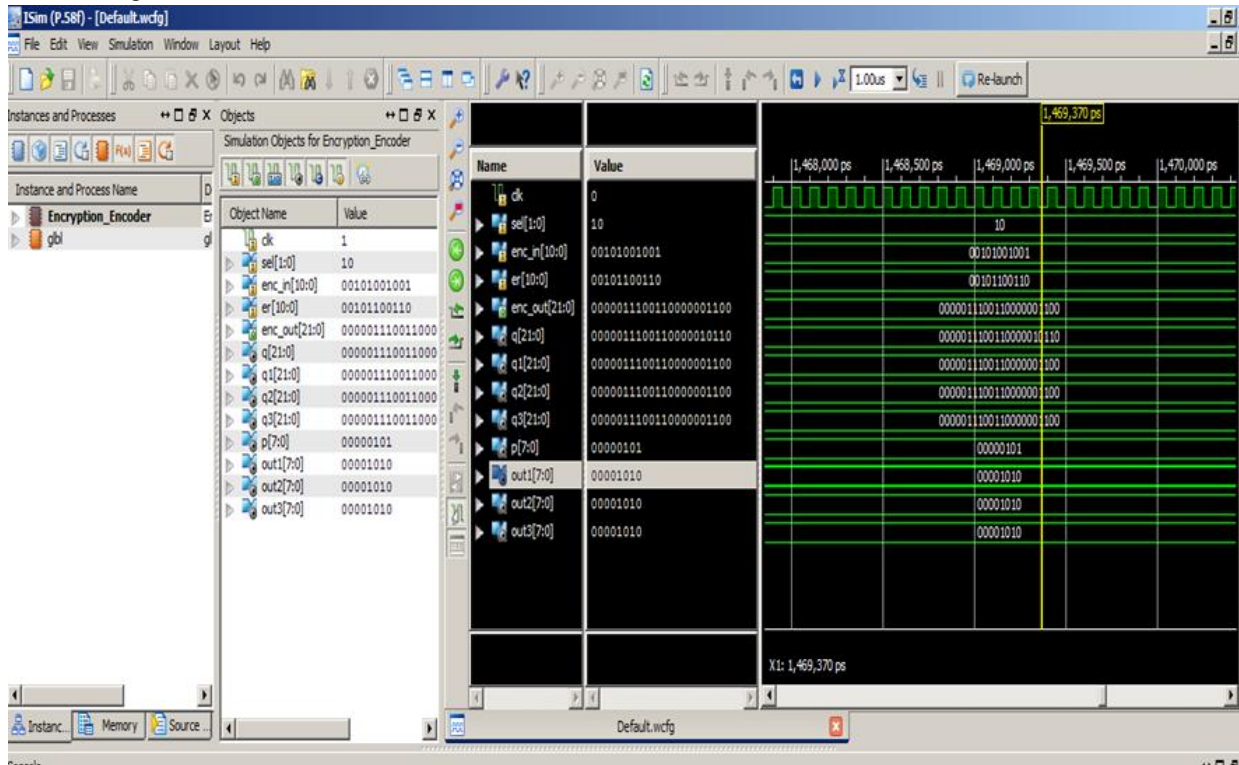 ISim (P.58f) - [Default.wcfg]
File Edit View Simulation Window Layout Help
1.00us Re-launch
Instances and Processes
Instance and Process Name D
Encryption_Encoder Er
glbl gl
Instanc... Memory Source ...
Objects
Simulation Objects for Encryption_Encoder
Object Name Value
clk 1
sel[1:0] 10
enc_in[10:0] 00101001001
er[10:0] 00101100110
enc_out[21:0] 000001110011000
q[21:0] 000001110011000
q1[21:0] 000001110011000
q2[21:0] 000001110011000
q3[21:0] 000001110011000
p[7:0] 00000101
out1[7:0] 00001010
out2[7:0] 00001010
out3[7:0] 00001010
Name Value
clk 0
sel[1:0] 10
enc_in[10:0] 00101001001
er[10:0] 00101100110
enc_out[21:0] 0000011100110000001100
q[21:0] 0000011100110000010110
q1[21:0] 0000011100110000001100
q2[21:0] 0000011100110000001100
q3[21:0] 0000011100110000001100
p[7:0] 00000101
out1[7:0] 00001010
out2[7:0] 00001010
out3[7:0] 00001010
1,469,370 ps
1,468,000 ps 1,468,500 ps 1,469,000 ps 1,469,500 ps 1,470,000 ps
10
00101001001
00101100110
0000011100110000001100
0000011100110000010110
0000011100110000001100
0000011100110000001100
0000011100110000001100
00000101
00001010
00001010
00001010
X1: 1,469,370 ps
Default.wcfg